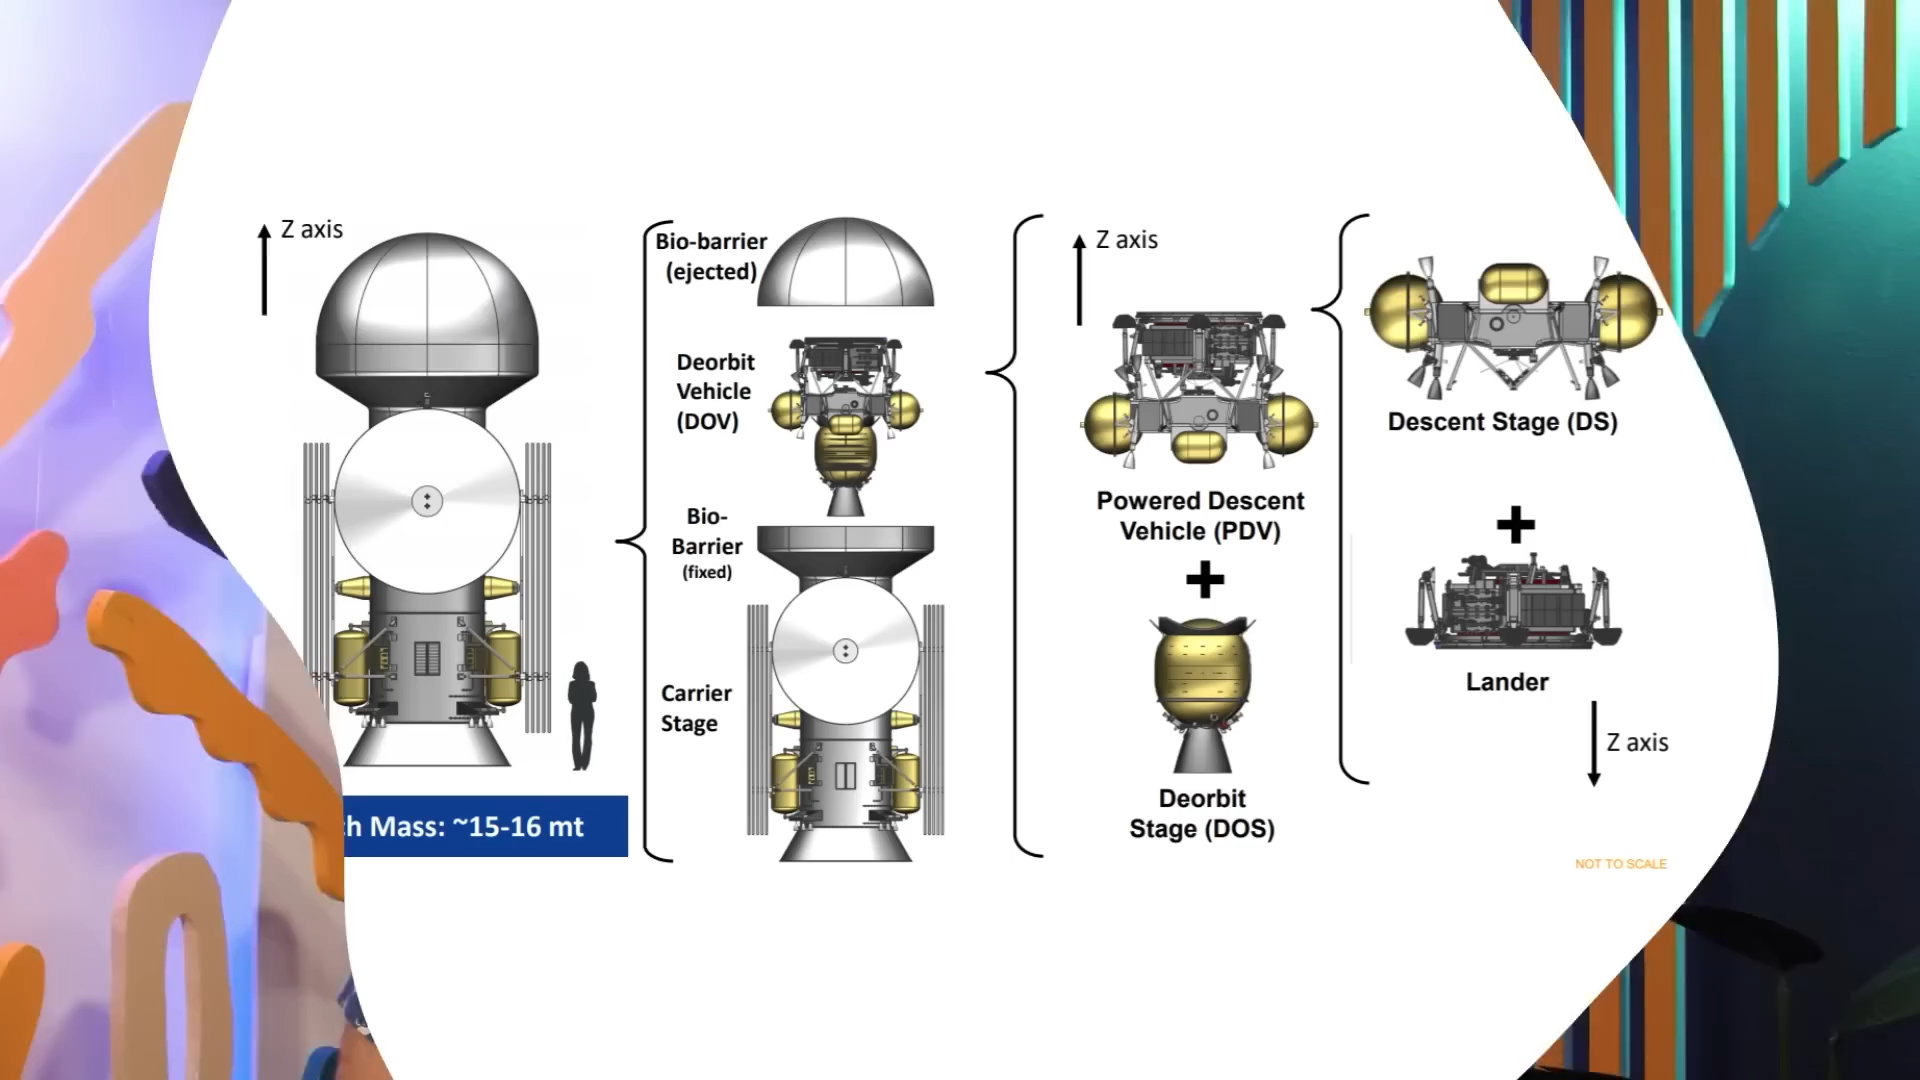 Z axis
Bio-barrier
(ejected)
Deorbit
Vehicle
(DOV)
Bio-
Barrier
(fixed)
Carrier
Stage
Mass: ~15-16 mt
Z axis
Powered Descent
Vehicle (PDV)
+
Deorbit
Stage (DOS)
Descent Stage (DS)
+
Lander
Z axis
NOT TO SCALE